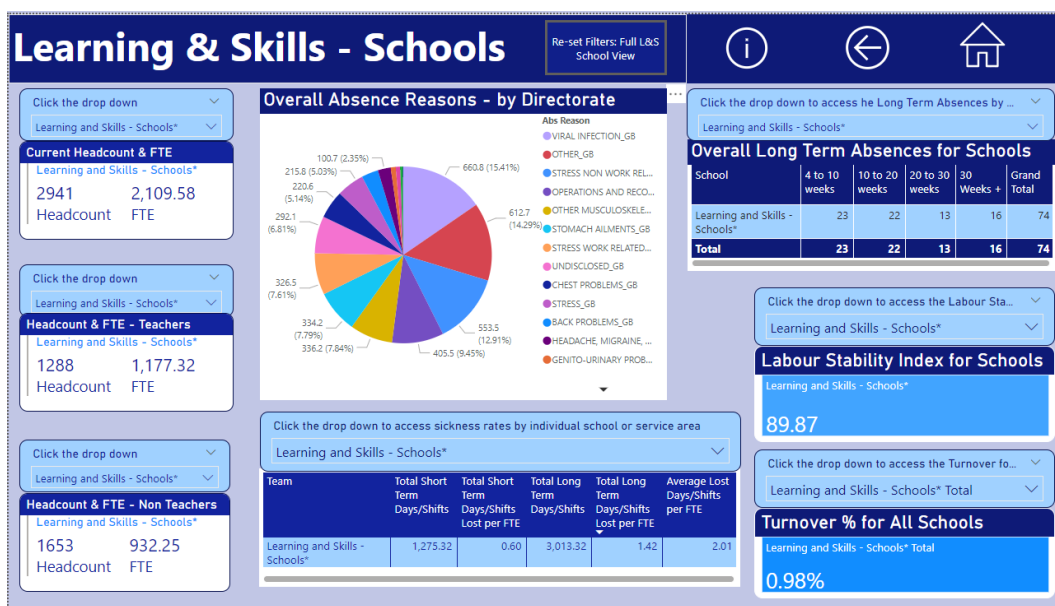 Learning & Skills - Schools
Re-set Filters: Full L&S
School View
i
Click the drop down
Learning and Skills - Schools*
Current Headcount & FTE
Learning and Skills - Schools*
2941 2,109.58
Headcount FTE
Click the drop down
Learning and Skills - Schools*
Headcount & FTE - Teachers
Learning and Skills - Schools*
1288 1,177.32
Headcount FTE
Click the drop down
Learning and Skills - Schools*
Headcount & FTE - Non Teachers
Learning and Skills - Schools*
1653 932.25
Headcount FTE
Overall Absence Reasons - by Directorate
...
660.8 (15.41%)
612.7
(14.29%)
553.5
(12.91%)
405.5 (9.45%)
336.2 (7.84%)
334.2
(7.79%)
326.5
(7.61%)
292.1
(6.81%)
220.6
(5.14%)
215.8 (5.03%)
100.7 (2.35%)
Abs Reason
VIRAL INFECTION_GB
OTHER_GB
STRESS NON WORK REL...
OPERATIONS AND RECO...
OTHER MUSCULOSKELE...
STOMACH AILMENTS_GB
STRESS WORK RELATED...
UNDISCLOSED_GB
CHEST PROBLEMS_GB
STRESS_GB
BACK PROBLEMS_GB
HEADACHE, MIGRAINE, ...
GENITO-URINARY PROB...
Click the drop down to access sickness rates by individual school or service area
Learning and Skills - Schools*
Team Total Short Total Short Total Long Total Long Average Lost
Term Term Term Term Days/Shifts
Days/Shifts Days/Shifts Days/Shifts Days/Shifts per FTE
Lost per FTE Lost per FTE
Learning and Skills - 1,275.32 0.60 3,013.32 1.42 2.01
Schools*
Click the drop down to access he Long Term Absences by ...
Learning and Skills - Schools*
Overall Long Term Absences for Schools
School 4 to 10 10 to 20 20 to 30 30 Grand
weeks weeks weeks Weeks + Total
Learning and Skills - 23 22 13 16 74
Schools*
Total 23 22 13 16 74
Click the drop down to access the Labour Sta...
Learning and Skills - Schools*
Labour Stability Index for Schools
Learning and Skills - Schools*
89.87
Click the drop down to access the Turnover fo...
Learning and Skills - Schools* Total
Turnover % for All Schools
Learning and Skills - Schools* Total
0.98%